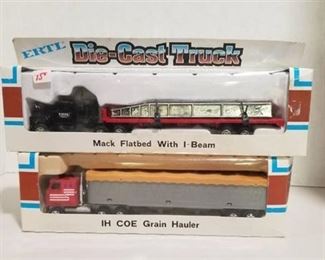 ERTL
Die-Cast Truck
15¢
Mack Flatbed With I-Beam
IH COE Grain Hauler